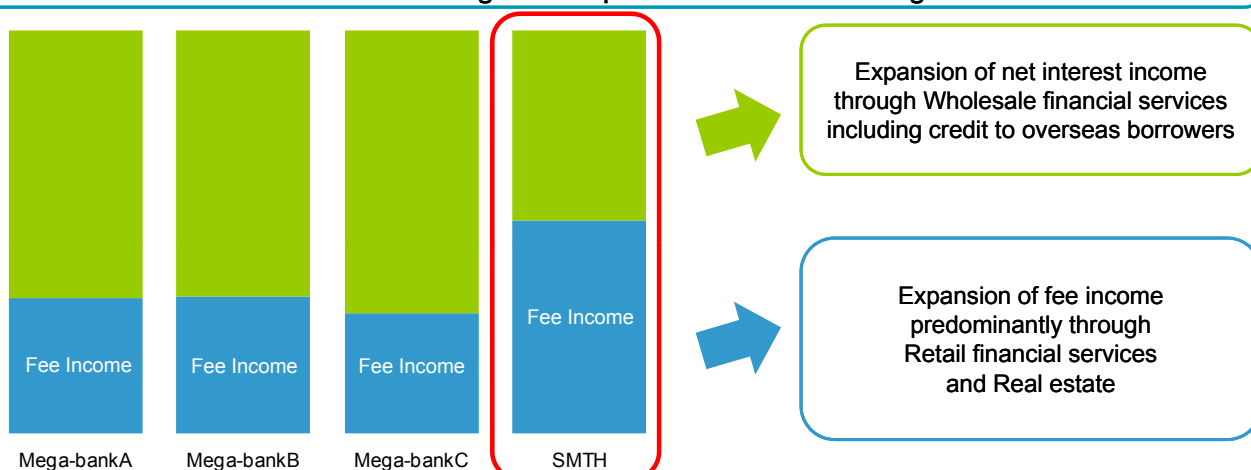 Expansion of net interest income
through Wholesale financial services
including credit to overseas borrowers
Fee Income
Fee Income
Fee Income
Fee Income
Expansion of fee income
predominantly through
Retail financial services
and Real estate
Mega-bankA
Mega-bankB
Mega-bankC
SMTH